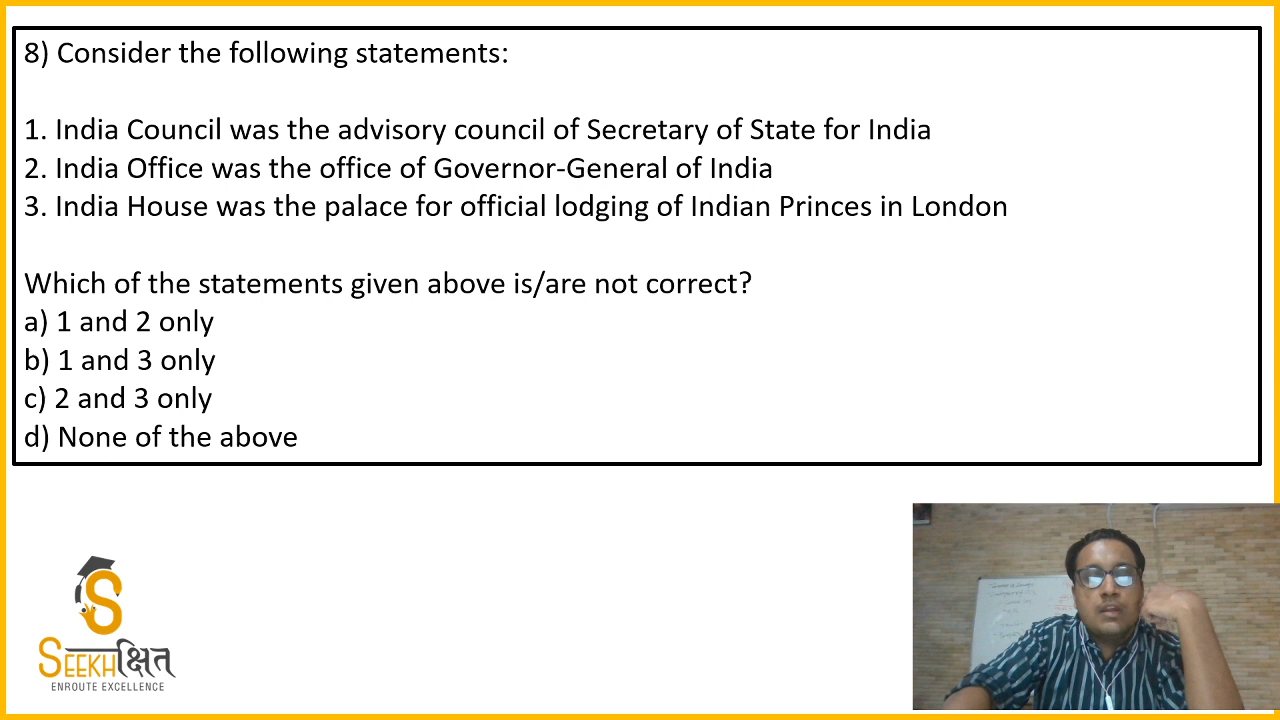 8) Consider the following statements:
1. India Council was the advisory council of Secretary of State for India
2. India Office was the office of Governor-General of India
3. India House was the palace for official lodging of Indian Princes in London
Which of the statements given above is/are not correct?
a) 1 and 2 only
b) 1 and 3 only
c) 2 and 3 only
d) None of the above
SEEKHक्षित
ENROUTE EXCELLENCE